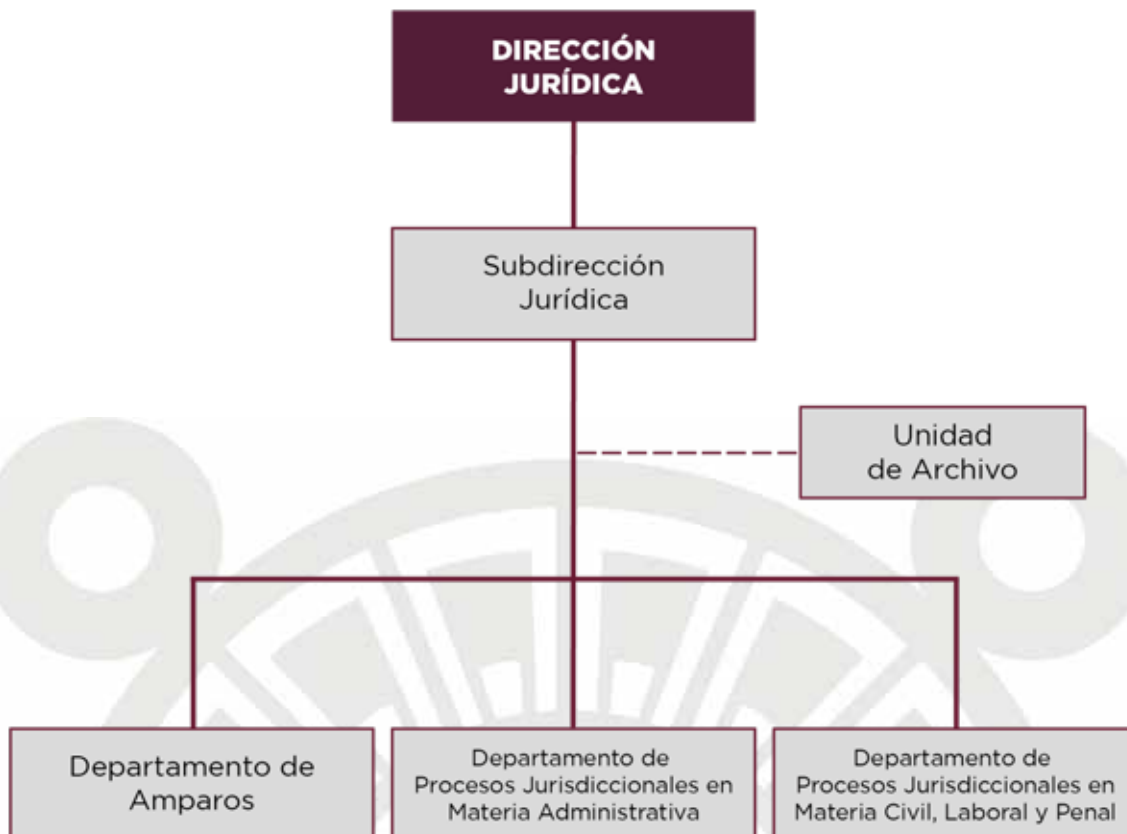 DIRECCIÓN
JURÍDICA
Subdirección
Jurídica
Unidad
de Archivo
Departamento de
Amparos
Departamento de
Procesos Jurisdiccionales en
Materia Administrativa
Departamento de
Procesos Jurisdiccionales en
Materia Civil, Laboral y Penal